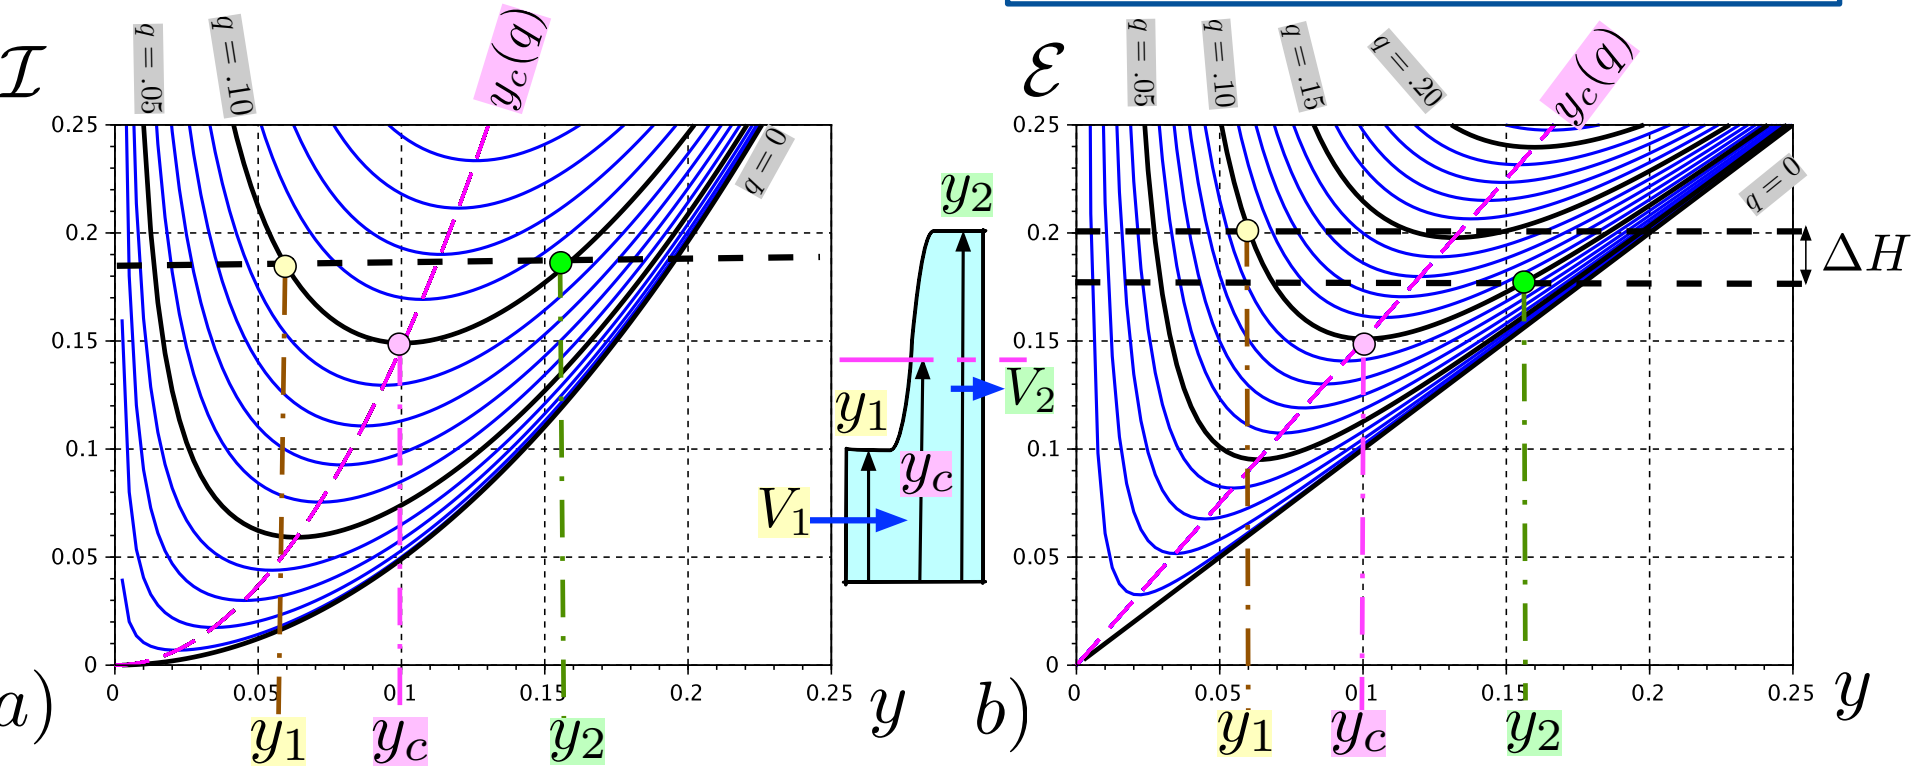 ℐ
q = .05
q = .10
y_c(q)
q = 0
0.25
0.2
0.15
0.1
0.05
0
0 0.05 0.1 0.15 0.2 0.25
y
y_1 y_c y_2
a)
y_2
V_2
y_1
y_c
V_1
ℰ
q = .05
q = .10
q = .15
q = .20
y_c(q)
q = 0
ΔH
0.25
0.2
0.15
0.1
0.05
0
0 0.05 0.1 0.15 0.2 0.25
y
y_1 y_c y_2
b)